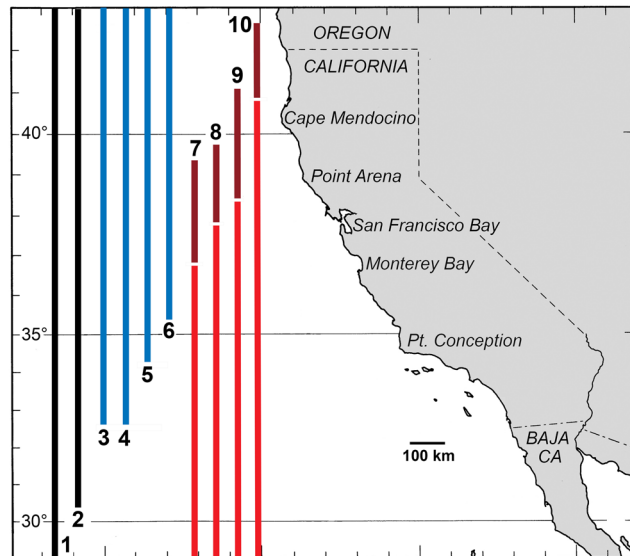 10
OREGON
CALIFORNIA
9
40°
Cape Mendocino
8
7
Point Arena
San Francisco Bay
Monterey Bay
6
35°
Pt. Conception
5
3
4
BAJA
CA
100 km
2
30°
1